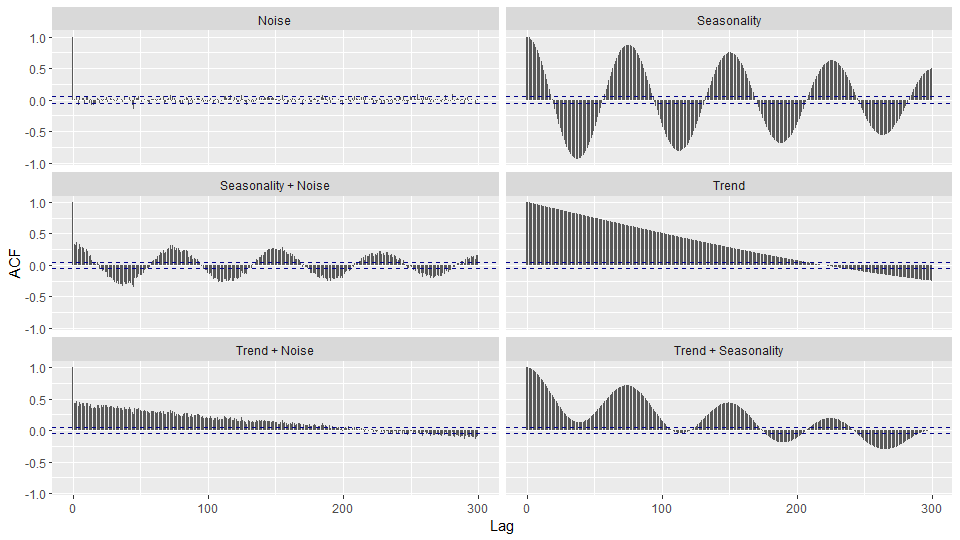 Noise
Seasonality
1.0
0.5
0.0
-0.5
-1.0
Seasonality + Noise
Trend
1.0
0.5
0.0
-0.5
-1.0
ACF
Trend + Noise
Trend + Seasonality
1.0
0.5
0.0
-0.5
-1.0
0 100 200 300 0 100 200 300
Lag